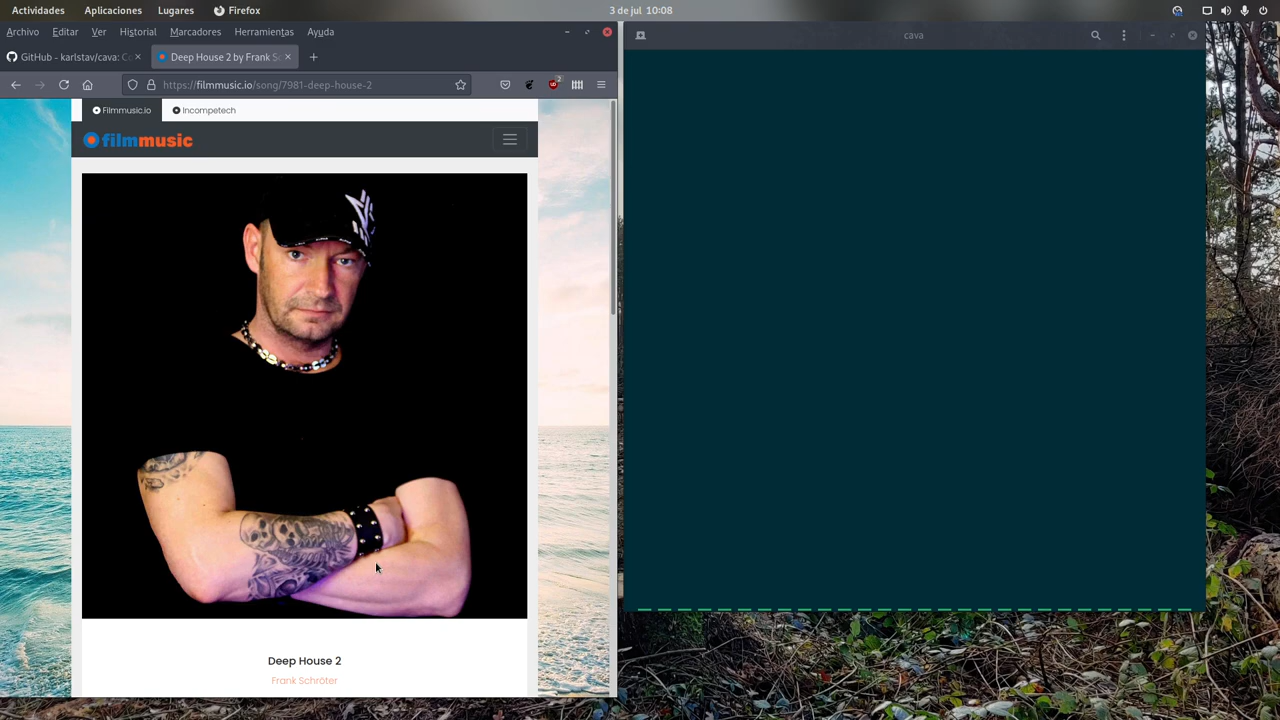 Actividades Aplicaciones Lugares Firefox 3 de jul 10:08
Archivo Editar Ver Historial Marcadores Herramientas Ayuda
GitHub - karlstav/cava: Deep House 2 by Frank
https://filmmusic.io/song/7981-deep-house-2
2
Filmmusic.io Incompetech
filmmusic
Deep House 2
Frank Schröter
cava